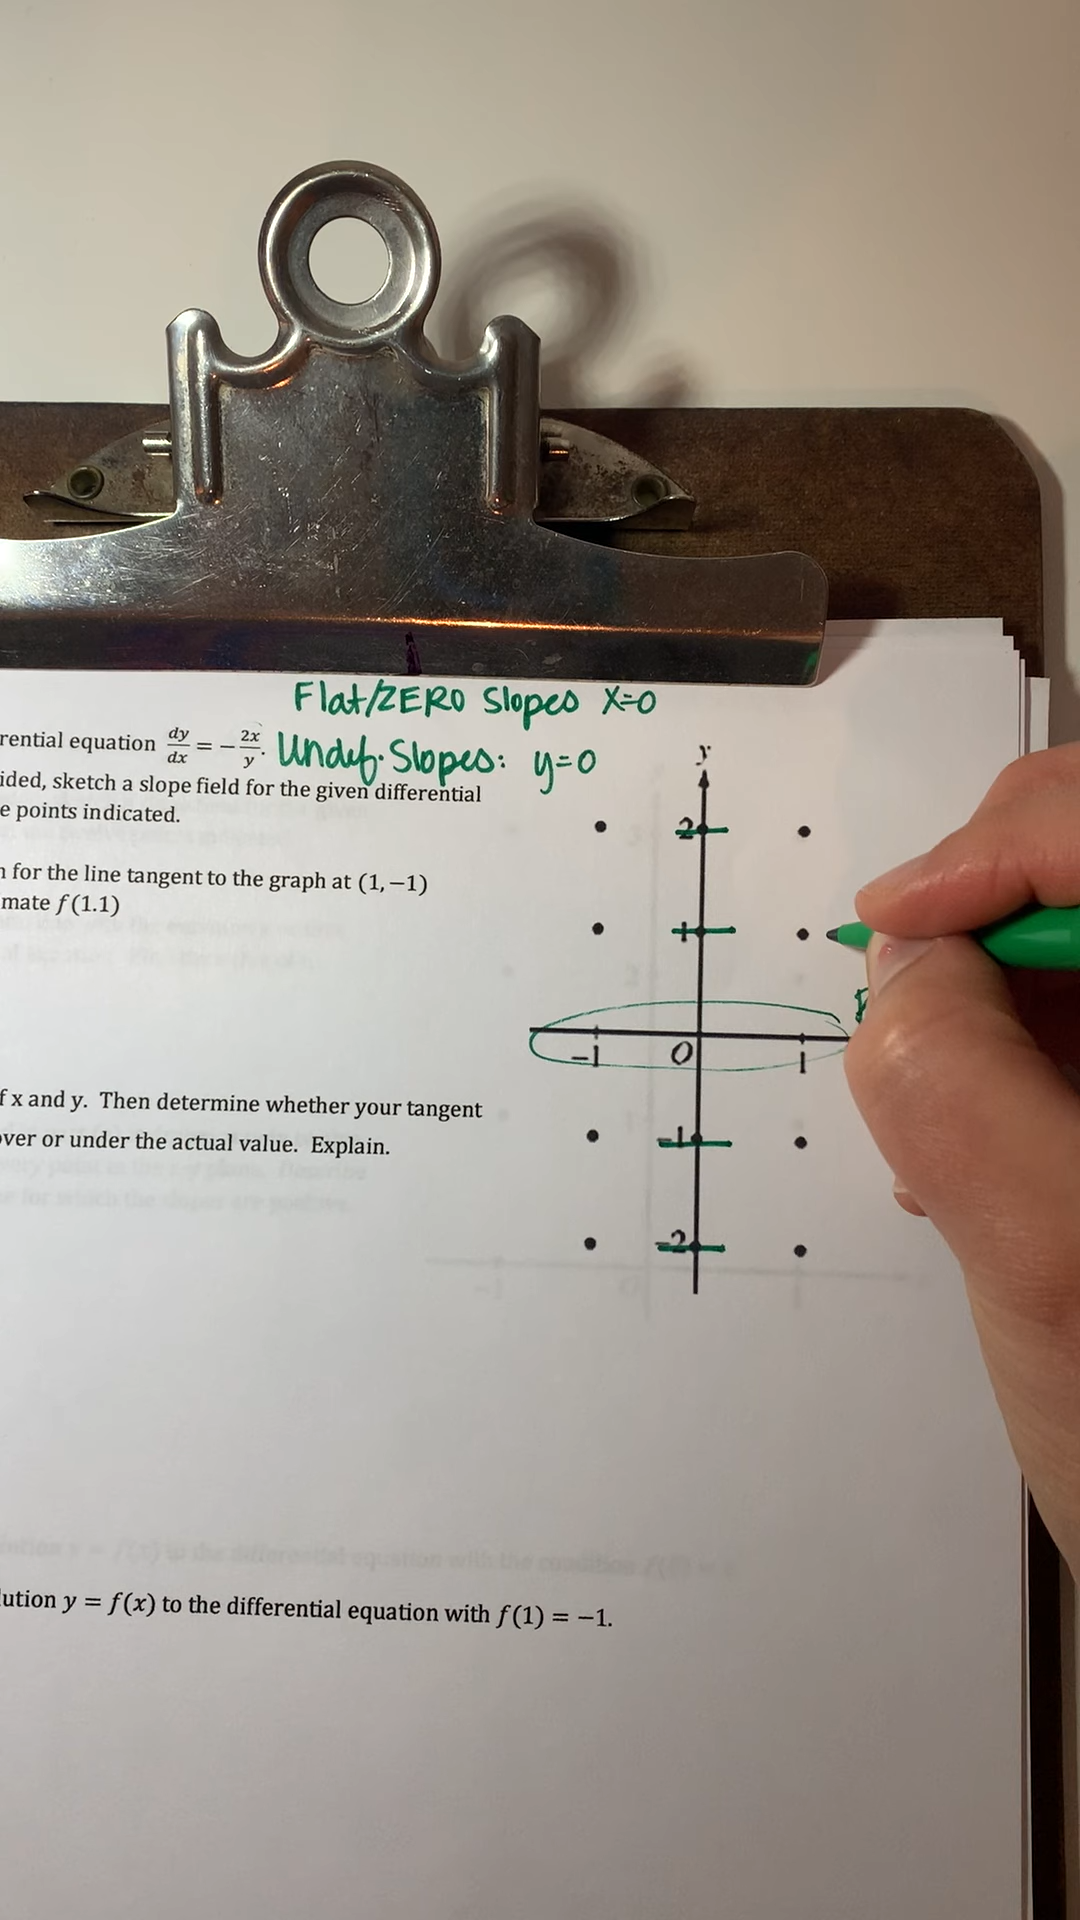 Flat/ZERO Slopes x=0
rential equation dy/dx = −2x/y. Undef. Slopes: y=0
ided, sketch a slope field for the given differential
e points indicated.
n for the line tangent to the graph at (1, −1)
mate f(1.1)
f x and y. Then determine whether your tangent
over or under the actual value. Explain.
lution y = f(x) to the differential equation with f(1) = −1.
y
2
1
−1 0 1
−1
−2